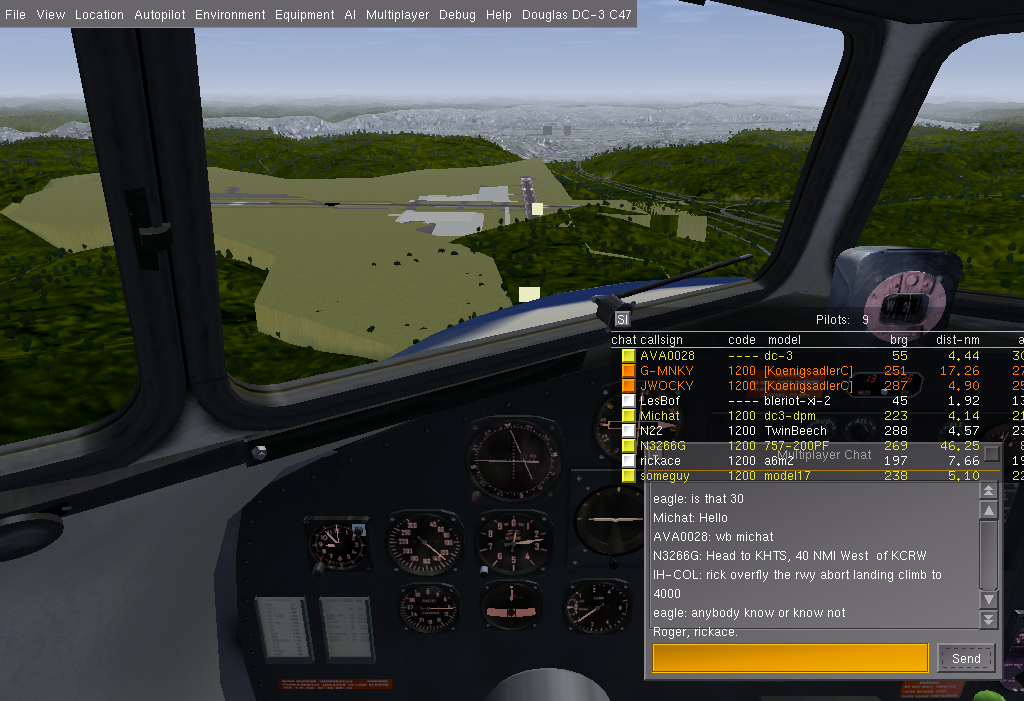 File View Location Autopilot Environment Equipment AI Multiplayer Debug Help Douglas DC-3 C47
SI Pilots: 9
chat callsign code model brg dist-nm
AVA0028 ---- dc-3 55 4.44
G-MNKY 1200 [KoenigsadlerC] 251 17.26
JWOCKY 1200 [KoenigsadlerC] 287 4.90
LesBof ---- bleriot-xi-2 45 1.92
Michat 1200 dc3-dpm 223 4.14
N22 1200 TwinBeech 288 4.57
N3266G 1200 757-200PF 269 46.25
rickace 1200 a6m2 197 7.66
someguy 1200 model17 238 5.10
Multiplayer Chat
eagle: is that 30
Michat: Hello
AVA0028: wb michat
N3266G: Head to KHTS, 40 NMI West of KCRW
IH-COL: rick overfly the rwy abort landing climb to
4000
eagle: anybody know or know not
Roger, rickace.
Send